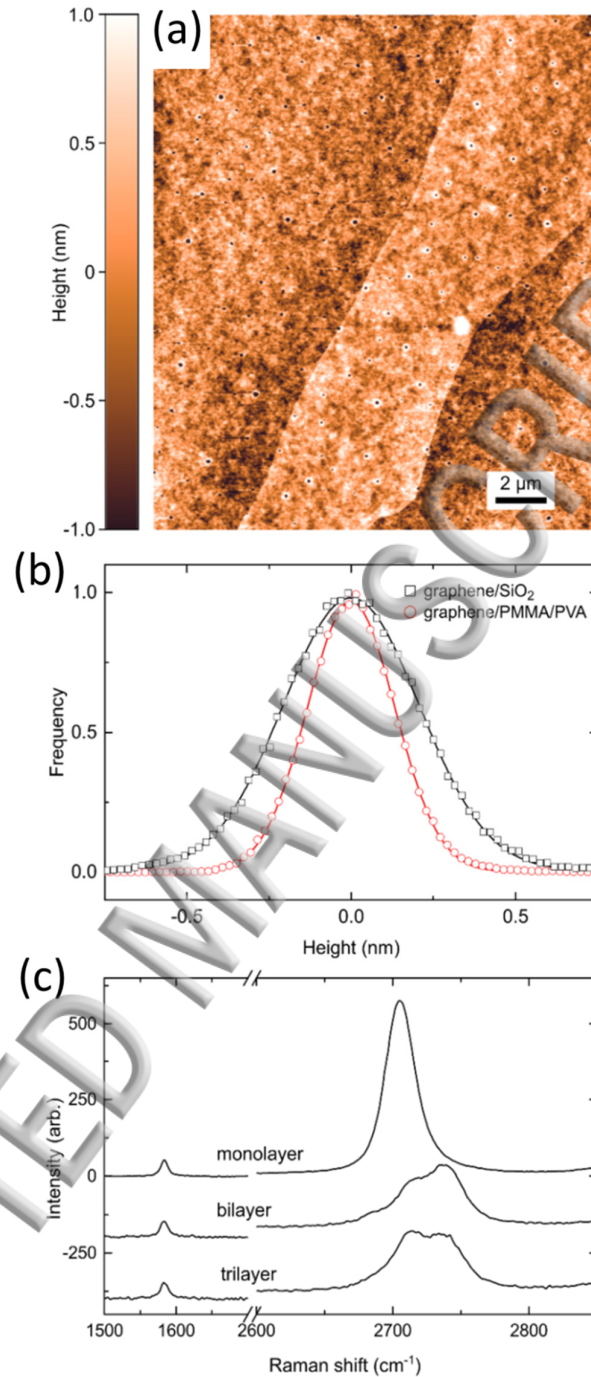 (a)
1.0
0.5
0
-0.5
-1.0
Height (nm)
2 µm
(b)
1.0
0.5
0.0
Frequency
graphene/SiO₂
graphene/PMMA/PVA
-0.5
0.0
0.5
Height (nm)
(c)
500
250
0
-250
Intensity (arb.)
monolayer
bilayer
trilayer
1500
1600
2600
2700
2800
Raman shift (cm⁻¹)
IED MANUSCRIP